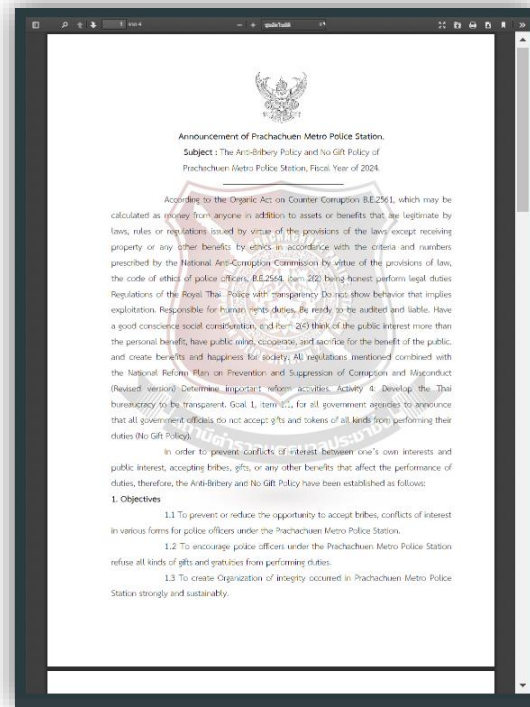 1 จาก 4
Announcement of Prachachuen Metro Police Station.
Subject : The Anti-Bribery Policy and No Gift Policy of
Prachachuen Metro Police Station, Fiscal Year of 2024.
According to the Organic Act on Counter Corruption B.E.2561, which may be
calculated as money from anyone in addition to assets or benefits that are legitimate by
laws, rules or regulations issued by virtue of the provisions of the laws except receiving
property or any other benefits by ethics in accordance with the criteria and numbers
prescribed by the National Anti-Corruption Commission by virtue of the provisions of law,
the code of ethics of police officers, B.E.2564, item 2(2) being honest perform legal duties
Regulations of the Royal Thai Police with transparency Do not show behavior that implies
exploitation. Responsible for human rights duties. Be ready to be audited and liable. Have
a good conscience social consideration, and item 2(4) think of the public interest more than
the personal benefit, have public mind, cooperate, and sacrifice for the benefit of the public,
and create benefits and happiness for society. All regulations mentioned combined with
the National Reform Plan on Prevention and Suppression of Corruption and Misconduct
(Revised version) Determine important reform activities. Activity 4: Develop the Thai
bureaucracy to be transparent. Goal 1, item 1.1, for all government agencies to announce
that all government officials do not accept gifts and tokens of all kinds from performing their
duties (No Gift Policy).
In order to prevent conflicts of interest between one's own interests and
public interest, accepting bribes, gifts, or any other benefits that affect the performance of
duties, therefore, the Anti-Bribery and No Gift Policy have been established as follows:
1. Objectives
1.1 To prevent or reduce the opportunity to accept bribes, conflicts of interest
in various forms for police officers under the Prachachuen Metro Police Station.
1.2 To encourage police officers under the Prachachuen Metro Police Station
refuse all kinds of gifts and gratuities from performing duties.
1.3 To create Organization of integrity occurred in Prachachuen Metro Police
Station strongly and sustainably.